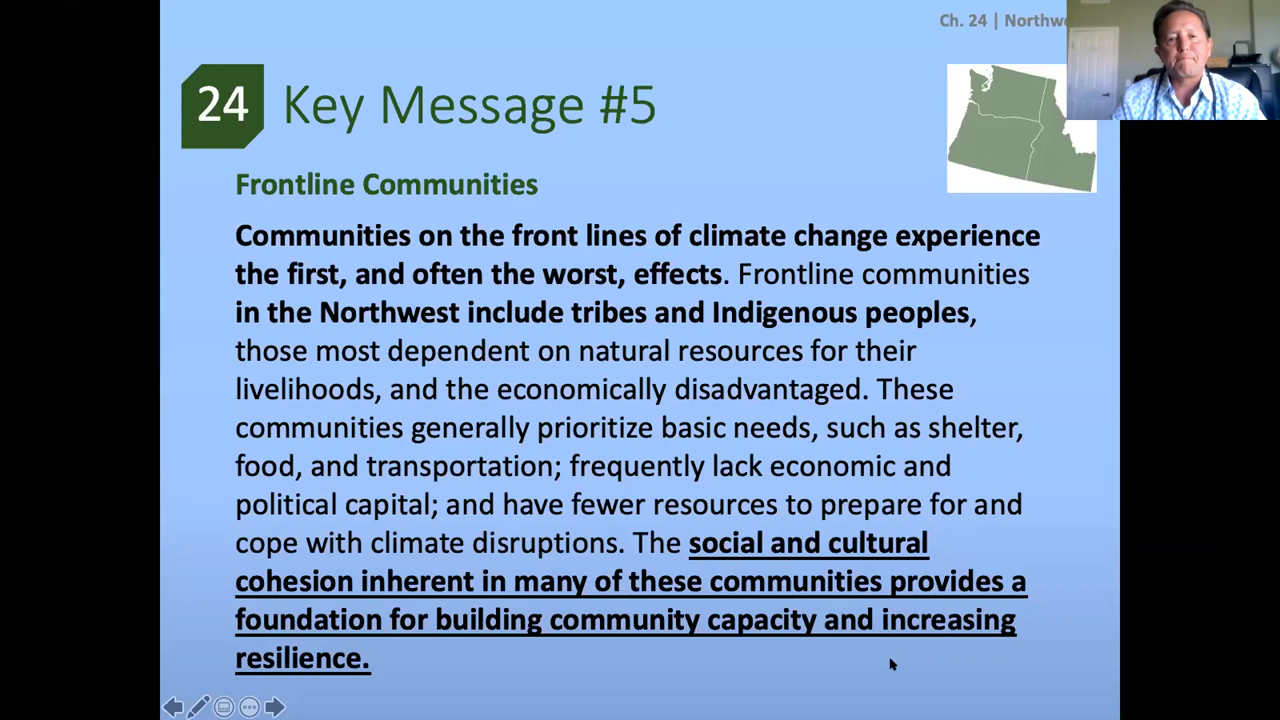 Ch. 24 | Northw
24 Key Message #5
Frontline Communities
Communities on the front lines of climate change experience
the first, and often the worst, effects. Frontline communities
in the Northwest include tribes and Indigenous peoples,
those most dependent on natural resources for their
livelihoods, and the economically disadvantaged. These
communities generally prioritize basic needs, such as shelter,
food, and transportation; frequently lack economic and
political capital; and have fewer resources to prepare for and
cope with climate disruptions. The social and cultural
cohesion inherent in many of these communities provides a
foundation for building community capacity and increasing
resilience.